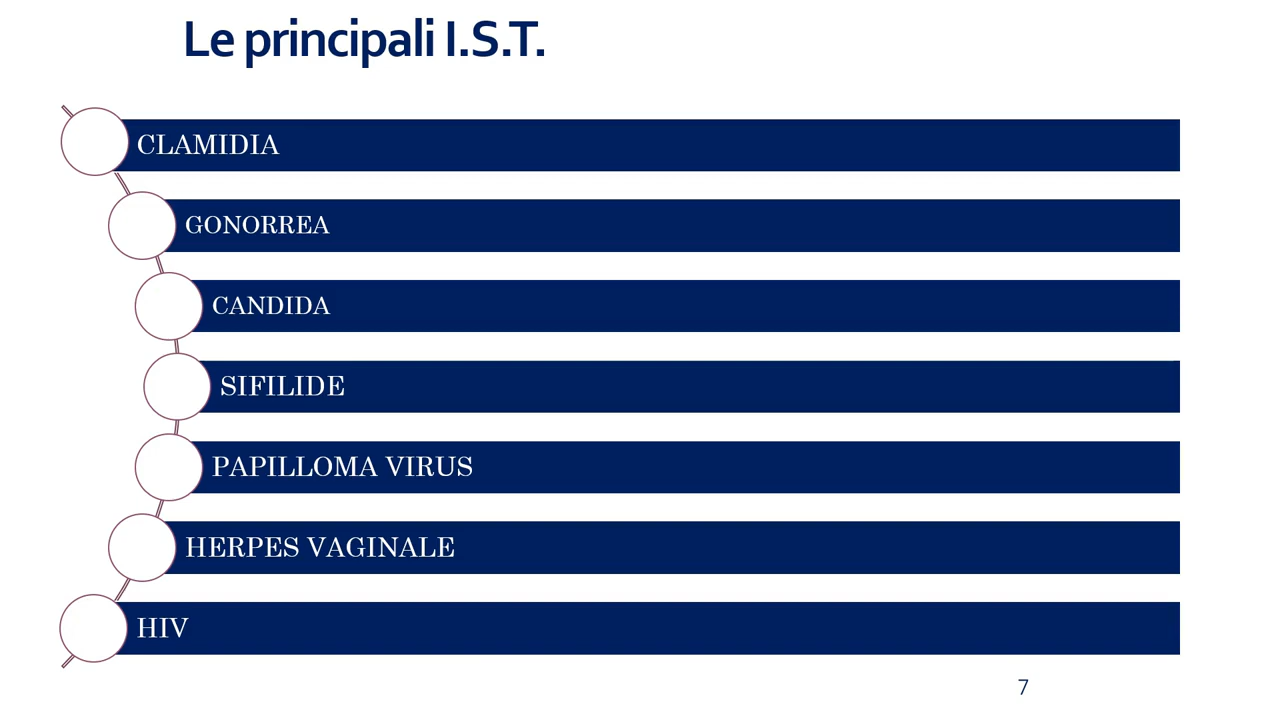 Le principali I.S.T.
CLAMIDIA
GONORREA
CANDIDA
SIFILIDE
PAPILLOMA VIRUS
HERPES VAGINALE
HIV
7